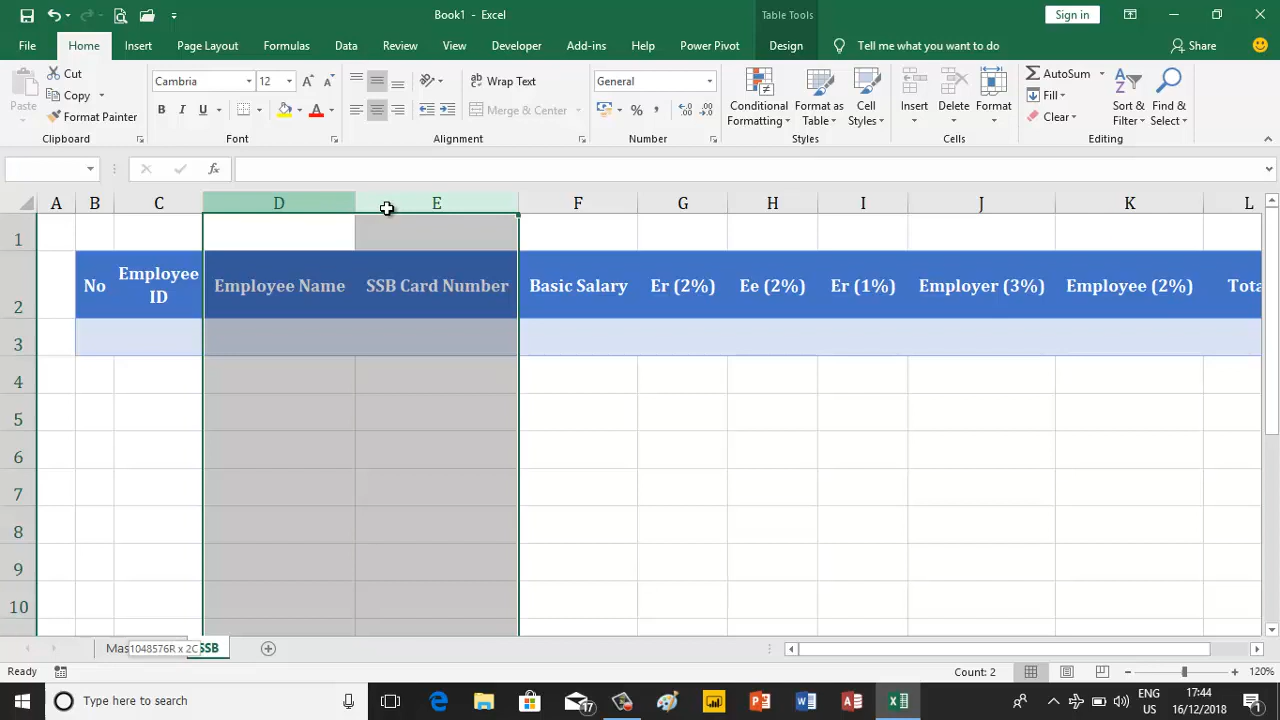 Book1 - Excel
Table Tools
Sign in
File
Home
Insert
Page Layout
Formulas
Data
Review
View
Developer
Add-ins
Help
Power Pivot
Design
Tell me what you want to do
Share
Paste
Cut
Copy
Format Painter
Clipboard
Cambria
12
B
I
U
A
Font
Wrap Text
Merge & Center
Alignment
General
%
Number
Conditional
Formatting
Format as
Table
Cell
Styles
Styles
Insert
Delete
Format
Cells
AutoSum
Fill
Clear
Sort &
Filter
Find &
Select
Editing
fx
A B C D E F G H I J K L
1
2
No
Employee
ID
Employee Name
SSB Card Number
Basic Salary
Er (2%)
Ee (2%)
Er (1%)
Employer (3%)
Employee (2%)
Tota
3
4
5
6
7
8
9
10
Mas
1048576R x 2C
SSB
Ready
Count: 2
120%
Type here to search
17
ENG
US
17:44
16/12/2018
1